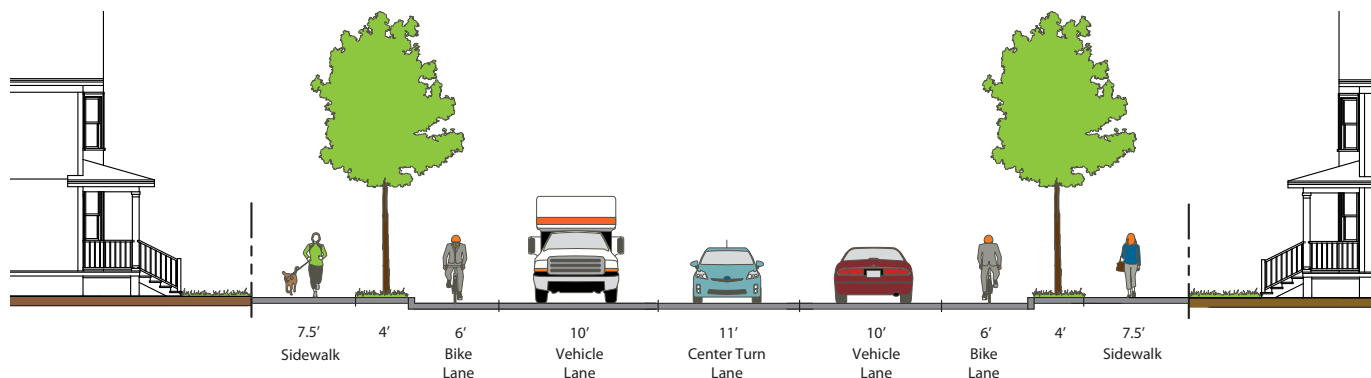 7.5′ 4′ 6′ 10′ 11′ 10′ 6′ 4′ 7.5′
Sidewalk Bike Vehicle Center Turn Vehicle Bike Sidewalk
Lane Lane Lane Lane Lane